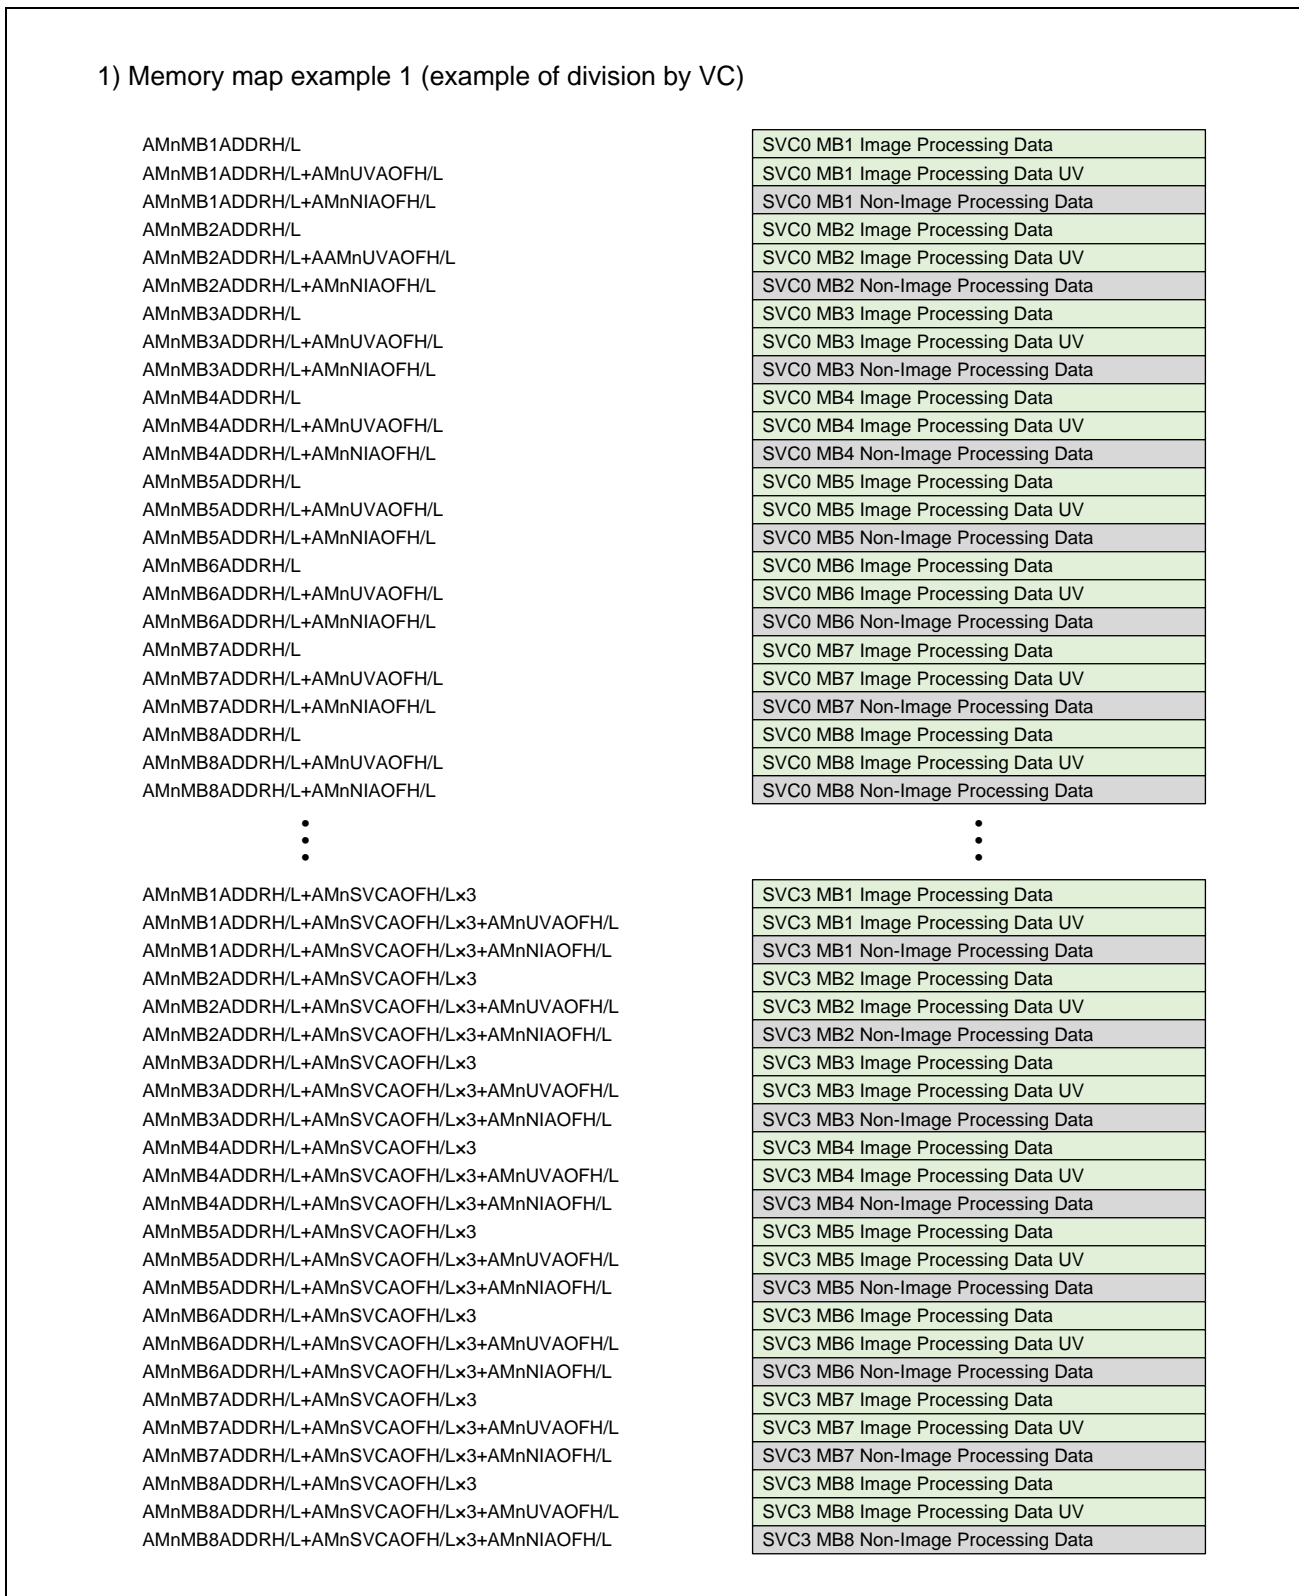 1) Memory map example 1 (example of division by VC)
AMnMB1ADDRH/L SVC0 MB1 Image Processing Data
AMnMB1ADDRH/L+AMnUVAOFH/L SVC0 MB1 Image Processing Data UV
AMnMB1ADDRH/L+AMnNIAOFH/L SVC0 MB1 Non-Image Processing Data
AMnMB2ADDRH/L SVC0 MB2 Image Processing Data
AMnMB2ADDRH/L+AAMnUVAOFH/L SVC0 MB2 Image Processing Data UV
AMnMB2ADDRH/L+AMnNIAOFH/L SVC0 MB2 Non-Image Processing Data
AMnMB3ADDRH/L SVC0 MB3 Image Processing Data
AMnMB3ADDRH/L+AMnUVAOFH/L SVC0 MB3 Image Processing Data UV
AMnMB3ADDRH/L+AMnNIAOFH/L SVC0 MB3 Non-Image Processing Data
AMnMB4ADDRH/L SVC0 MB4 Image Processing Data
AMnMB4ADDRH/L+AMnUVAOFH/L SVC0 MB4 Image Processing Data UV
AMnMB4ADDRH/L+AMnNIAOFH/L SVC0 MB4 Non-Image Processing Data
AMnMB5ADDRH/L SVC0 MB5 Image Processing Data
AMnMB5ADDRH/L+AMnUVAOFH/L SVC0 MB5 Image Processing Data UV
AMnMB5ADDRH/L+AMnNIAOFH/L SVC0 MB5 Non-Image Processing Data
AMnMB6ADDRH/L SVC0 MB6 Image Processing Data
AMnMB6ADDRH/L+AMnUVAOFH/L SVC0 MB6 Image Processing Data UV
AMnMB6ADDRH/L+AMnNIAOFH/L SVC0 MB6 Non-Image Processing Data
AMnMB7ADDRH/L SVC0 MB7 Image Processing Data
AMnMB7ADDRH/L+AMnUVAOFH/L SVC0 MB7 Image Processing Data UV
AMnMB7ADDRH/L+AMnNIAOFH/L SVC0 MB7 Non-Image Processing Data
AMnMB8ADDRH/L SVC0 MB8 Image Processing Data
AMnMB8ADDRH/L+AMnUVAOFH/L SVC0 MB8 Image Processing Data UV
AMnMB8ADDRH/L+AMnNIAOFH/L SVC0 MB8 Non-Image Processing Data
AMnMB1ADDRH/L+AMnSVCAOFH/L×3 SVC3 MB1 Image Processing Data
AMnMB1ADDRH/L+AMnSVCAOFH/L×3+AMnUVAOFH/L SVC3 MB1 Image Processing Data UV
AMnMB1ADDRH/L+AMnSVCAOFH/L×3+AMnNIAOFH/L SVC3 MB1 Non-Image Processing Data
AMnMB2ADDRH/L+AMnSVCAOFH/L×3 SVC3 MB2 Image Processing Data
AMnMB2ADDRH/L+AMnSVCAOFH/L×3+AMnUVAOFH/L SVC3 MB2 Image Processing Data UV
AMnMB2ADDRH/L+AMnSVCAOFH/L×3+AMnNIAOFH/L SVC3 MB2 Non-Image Processing Data
AMnMB3ADDRH/L+AMnSVCAOFH/L×3 SVC3 MB3 Image Processing Data
AMnMB3ADDRH/L+AMnSVCAOFH/L×3+AMnUVAOFH/L SVC3 MB3 Image Processing Data UV
AMnMB3ADDRH/L+AMnSVCAOFH/L×3+AMnNIAOFH/L SVC3 MB3 Non-Image Processing Data
AMnMB4ADDRH/L+AMnSVCAOFH/L×3 SVC3 MB4 Image Processing Data
AMnMB4ADDRH/L+AMnSVCAOFH/L×3+AMnUVAOFH/L SVC3 MB4 Image Processing Data UV
AMnMB4ADDRH/L+AMnSVCAOFH/L×3+AMnNIAOFH/L SVC3 MB4 Non-Image Processing Data
AMnMB5ADDRH/L+AMnSVCAOFH/L×3 SVC3 MB5 Image Processing Data
AMnMB5ADDRH/L+AMnSVCAOFH/L×3+AMnUVAOFH/L SVC3 MB5 Image Processing Data UV
AMnMB5ADDRH/L+AMnSVCAOFH/L×3+AMnNIAOFH/L SVC3 MB5 Non-Image Processing Data
AMnMB6ADDRH/L+AMnSVCAOFH/L×3 SVC3 MB6 Image Processing Data
AMnMB6ADDRH/L+AMnSVCAOFH/L×3+AMnUVAOFH/L SVC3 MB6 Image Processing Data UV
AMnMB6ADDRH/L+AMnSVCAOFH/L×3+AMnNIAOFH/L SVC3 MB6 Non-Image Processing Data
AMnMB7ADDRH/L+AMnSVCAOFH/L×3 SVC3 MB7 Image Processing Data
AMnMB7ADDRH/L+AMnSVCAOFH/L×3+AMnUVAOFH/L SVC3 MB7 Image Processing Data UV
AMnMB7ADDRH/L+AMnSVCAOFH/L×3+AMnNIAOFH/L SVC3 MB7 Non-Image Processing Data
AMnMB8ADDRH/L+AMnSVCAOFH/L×3 SVC3 MB8 Image Processing Data
AMnMB8ADDRH/L+AMnSVCAOFH/L×3+AMnUVAOFH/L SVC3 MB8 Image Processing Data UV
AMnMB8ADDRH/L+AMnSVCAOFH/L×3+AMnNIAOFH/L SVC3 MB8 Non-Image Processing Data